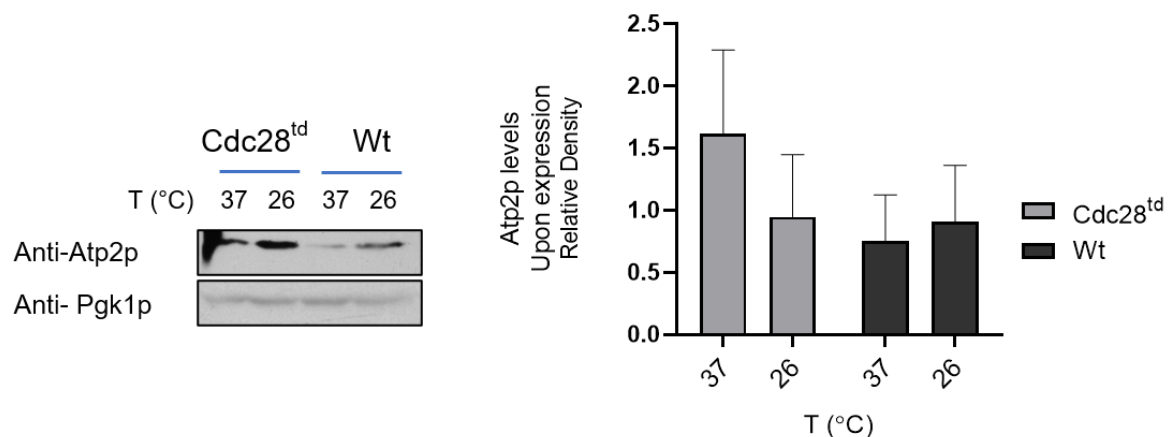 Cdc28td Wt
T (°C) 37 26 37 26
Anti-Atp2p
Anti- Pgk1p
Atp2p levels
Upon expression
Relative Density
2.5
2.0
1.5
1.0
0.5
0.0
37 26 37 26
T (°C)
Cdc28td
Wt